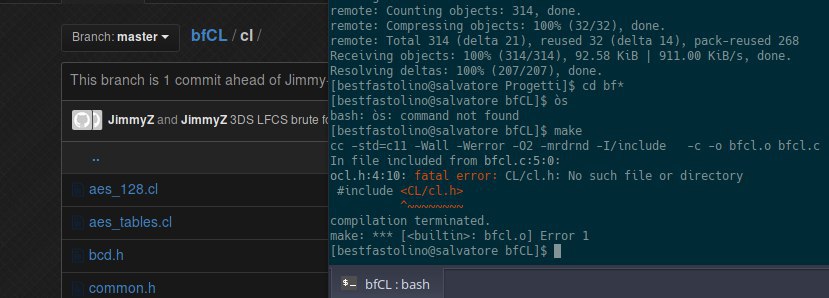 Branch: master
bfCL / cl /
This branch is 1 commit ahead of Jimmy-
JimmyZ and JimmyZ 3DS LFCS brute fo
..
aes_128.cl
aes_tables.cl
bcd.h
common.h
remote: Counting objects: 314, done.
remote: Compressing objects: 100% (32/32), done.
remote: Total 314 (delta 21), reused 32 (delta 14), pack-reused 268
Receiving objects: 100% (314/314), 92.58 KiB | 911.00 KiB/s, done.
Resolving deltas: 100% (207/207), done.
[bestfastolino@salvatore Progetti]$ cd bf*
[bestfastolino@salvatore bfCL]$ òs
bash: òs: command not found
[bestfastolino@salvatore bfCL]$ make
cc -std=c11 -Wall -Werror -O2 -mrdrnd -I/include   -c -o bfcl.o bfcl.c
In file included from bfcl.c:5:0:
ocl.h:4:10: fatal error: CL/cl.h: No such file or directory
 #include <CL/cl.h>
          ^~~~~~~~~
compilation terminated.
make: *** [<builtin>: bfcl.o] Error 1
[bestfastolino@salvatore bfCL]$
bfCL : bash